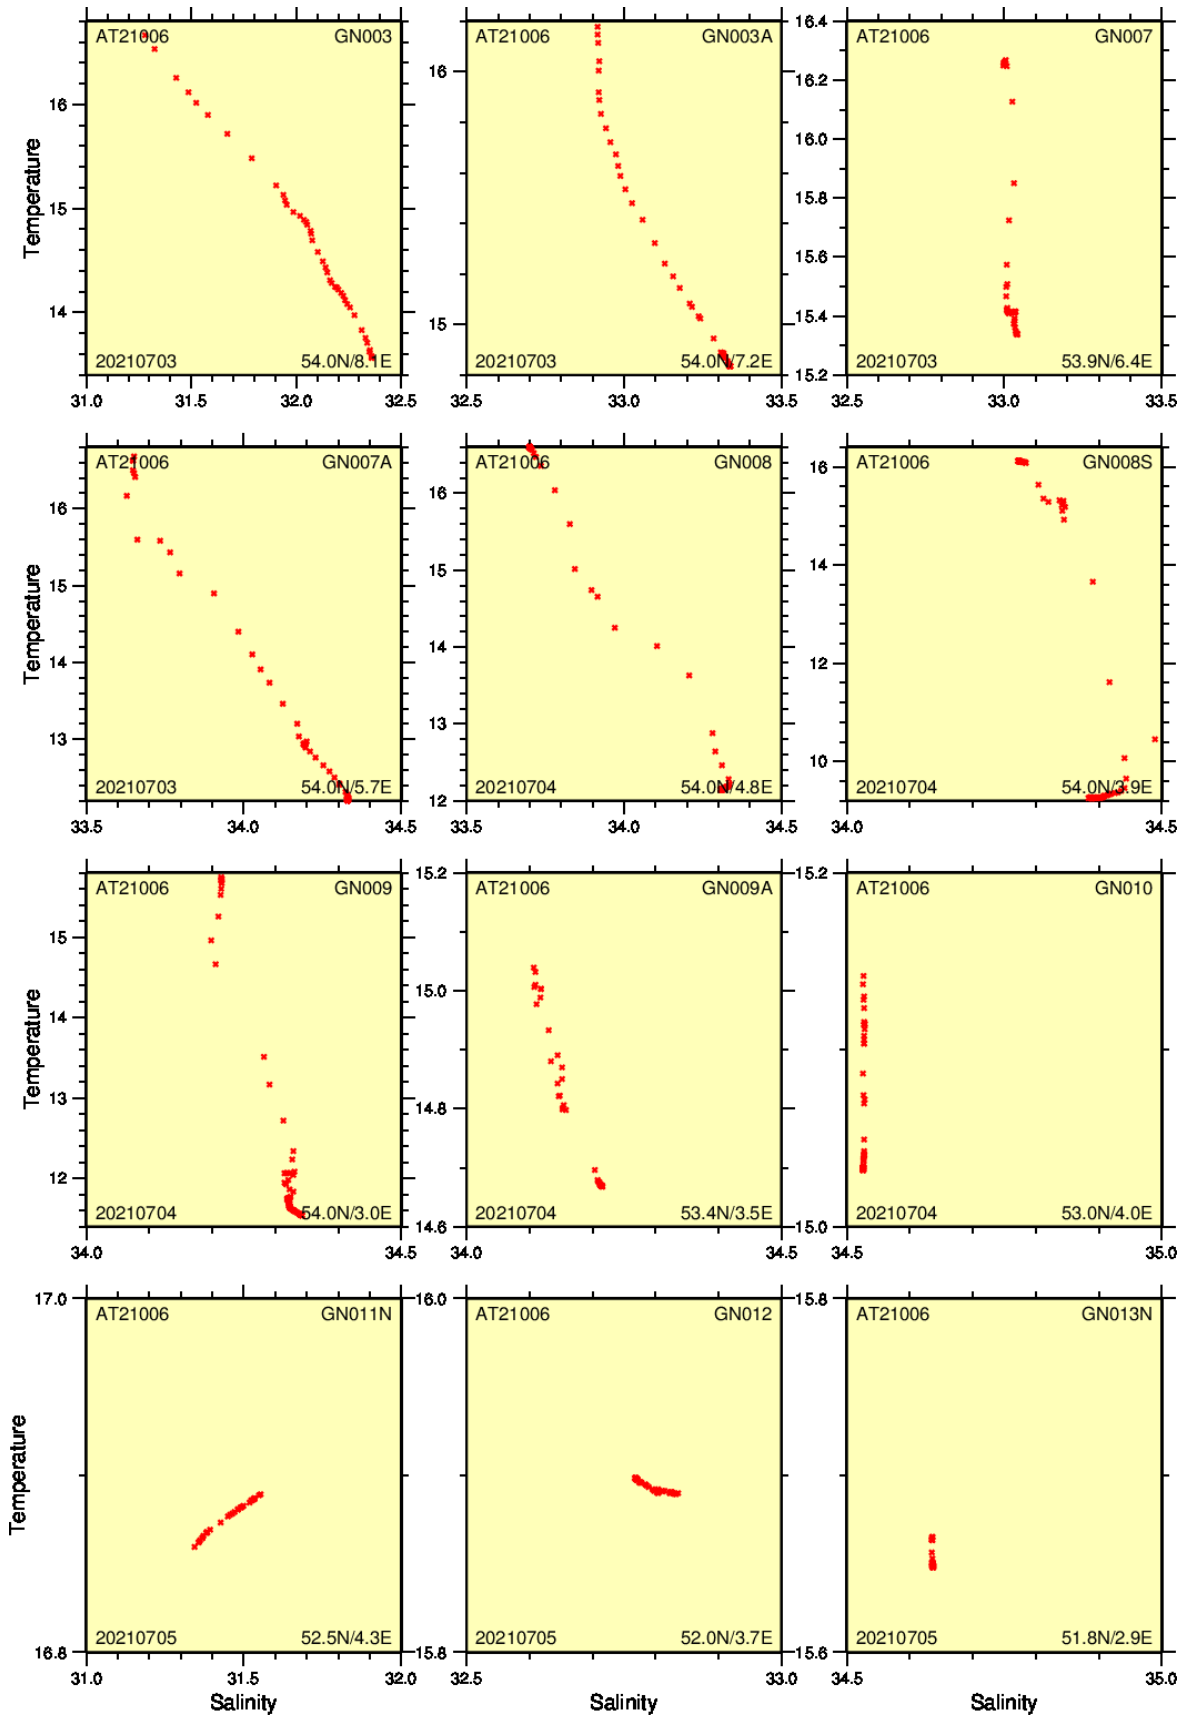 AT21006 GN003
16
15
14
Temperature
20210703 54.0N/8.1E
31.0 31.5 32.0 32.5
AT21006 GN003A
16
15
20210703 54.0N/7.2E
32.5 33.0 33.5
16.4
16.2
16.0
15.8
15.6
15.4
15.2
AT21006 GN007
20210703 53.9N/6.4E
32.5 33.0 33.5
AT21006 GN007A
16
15
14
13
Temperature
20210703 54.0N/5.7E
33.5 34.0 34.5
AT21006 GN008
16
15
14
13
12
20210704 54.0N/4.8E
33.5 34.0 34.5
AT21006 GN008S
16
14
12
10
20210704 54.0N/3.9E
34.0 34.5
AT21006 GN009
15
14
13
12
Temperature
20210704 54.0N/3.0E
34.0 34.5
15.2
15.0
14.8
14.6
AT21006 GN009A
20210704 53.4N/3.5E
34.0 34.5
15.2
15.0
AT21006 GN010
20210704 53.0N/4.0E
34.5 35.0
17.0
16.8
Temperature
AT21006 GN011N
20210705 52.5N/4.3E
31.0 31.5 32.0
Salinity
16.0
15.8
AT21006 GN012
20210705 52.0N/3.7E
32.5 33.0
Salinity
15.8
15.6
AT21006 GN013N
20210705 51.8N/2.9E
34.5 35.0
Salinity